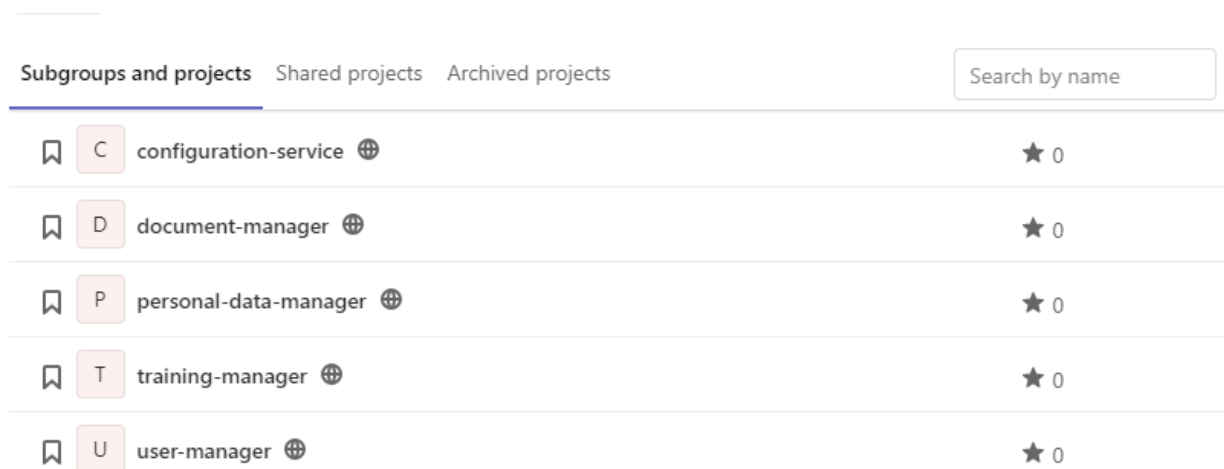 Subgroups and projects Shared projects Archived projects Search by name
C configuration-service 0
D document-manager 0
P personal-data-manager 0
T training-manager 0
U user-manager 0